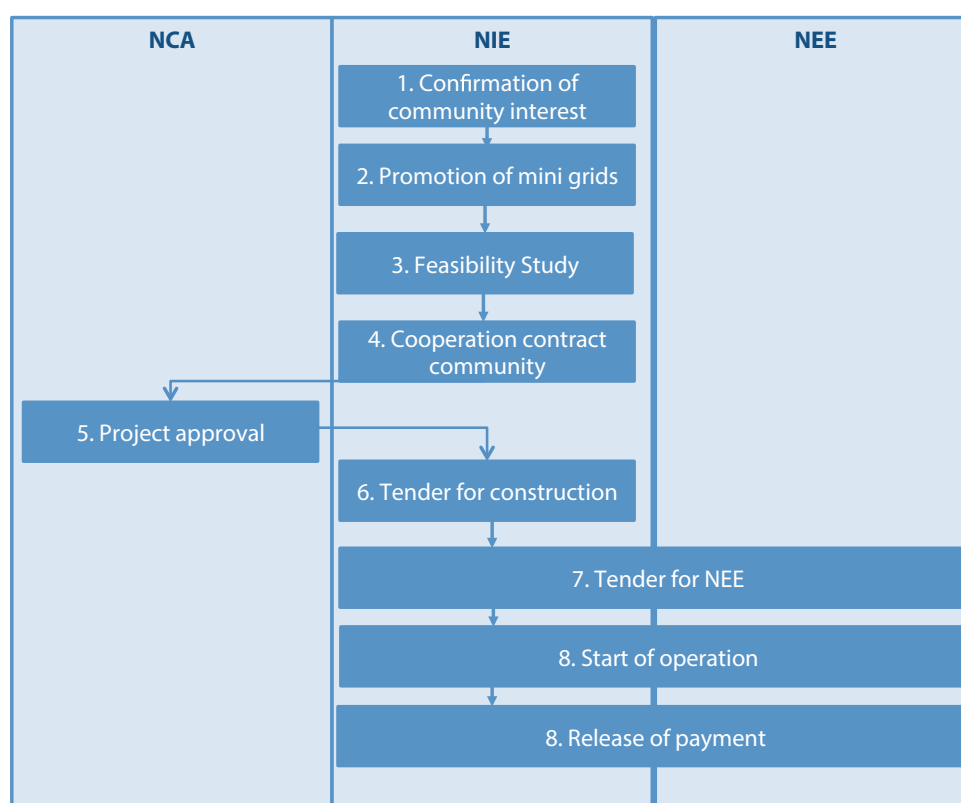 NCA
NIE
NEE
1. Confirmation of
community interest
2. Promotion of mini grids
3. Feasibility Study
4. Cooperation contract
community
5. Project approval
6. Tender for construction
7. Tender for NEE
8. Start of operation
8. Release of payment